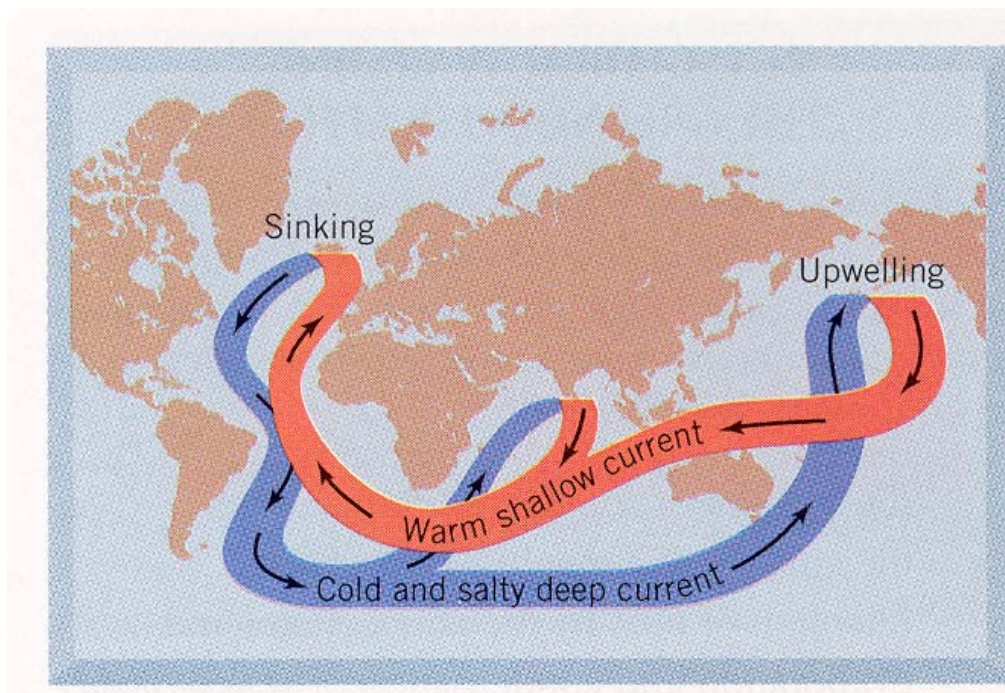 Sinking
Upwelling
Warm shallow current
Cold and salty deep current